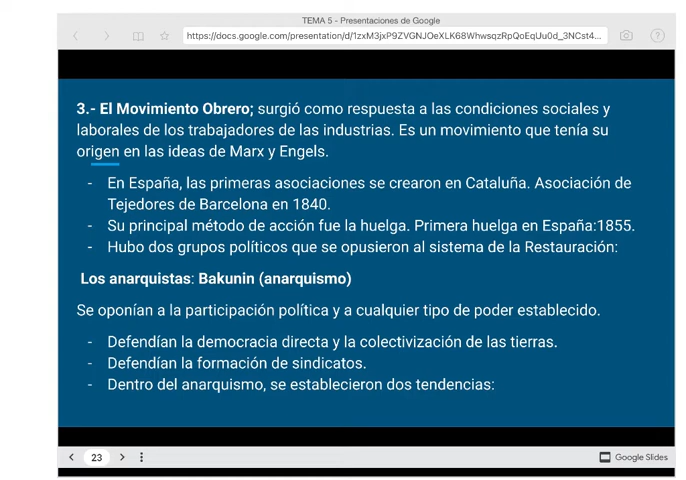 TEMA 5 - Presentaciones de Google
https://docs.google.com/presentation/d/1zxM3jxP9ZVGNJOeXLK68WhwsqzRpQoEqUu0d_3NCst4...
3.- El Movimiento Obrero; surgió como respuesta a las condiciones sociales y
laborales de los trabajadores de las industrias. Es un movimiento que tenía su
origen en las ideas de Marx y Engels.
- En España, las primeras asociaciones se crearon en Cataluña. Asociación de
Tejedores de Barcelona en 1840.
- Su principal método de acción fue la huelga. Primera huelga en España:1855.
- Hubo dos grupos políticos que se opusieron al sistema de la Restauración:
Los anarquistas: Bakunin (anarquismo)
Se oponían a la participación política y a cualquier tipo de poder establecido.
- Defendían la democracia directa y la colectivización de las tierras.
- Defendían la formación de sindicatos.
- Dentro del anarquismo, se establecieron dos tendencias:
23
Google Slides